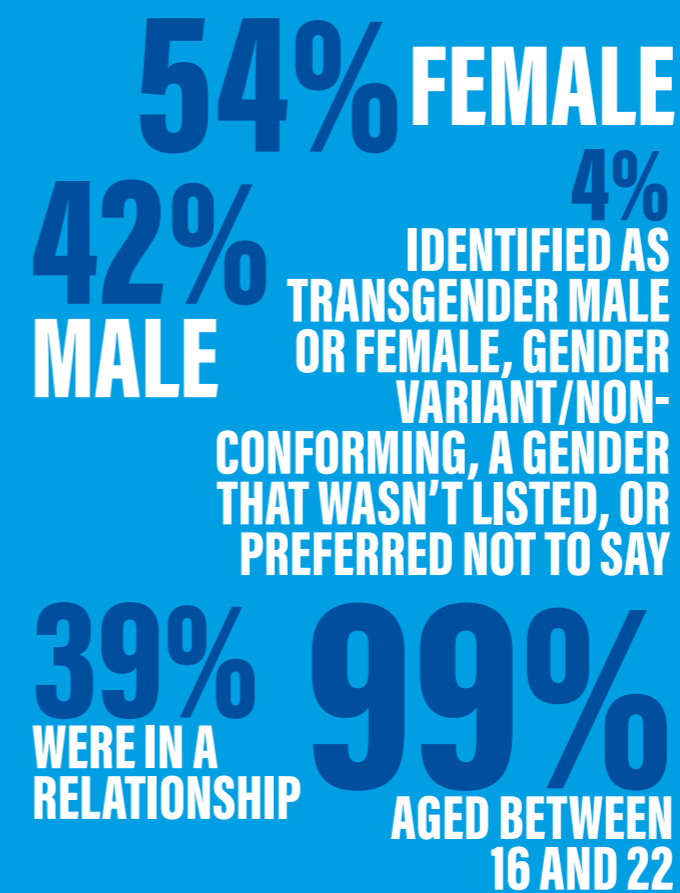 54% FEMALE
42%
MALE
4%
IDENTIFIED AS
TRANSGENDER MALE
OR FEMALE, GENDER
VARIANT/NON-
CONFORMING, A GENDER
THAT WASN'T LISTED, OR
PREFERRED NOT TO SAY
39%
WERE IN A
RELATIONSHIP
99%
AGED BETWEEN
16 AND 22